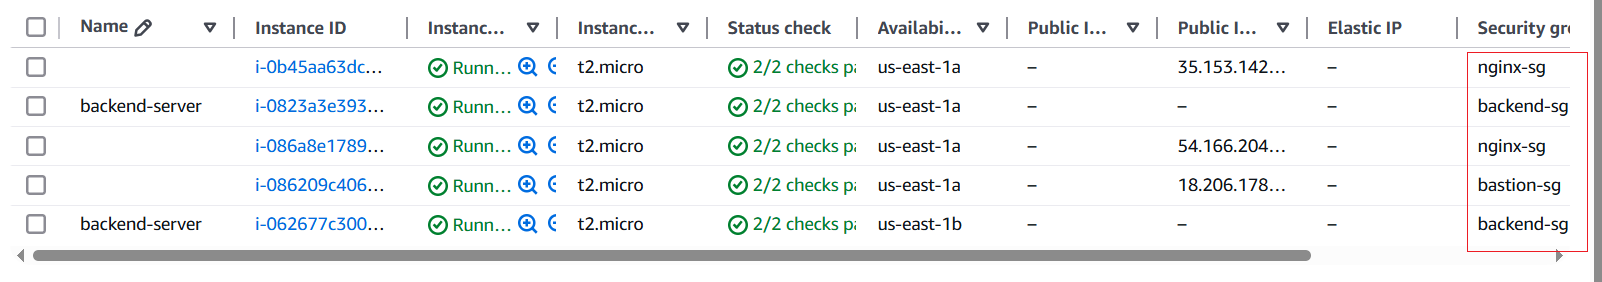 Name Instance ID Instanc... Instanc... Status check Availabi... Public I... Public I... Elastic IP Security gr
i-0b45aa63dc... Runn... t2.micro 2/2 checks pa us-east-1a – 35.153.142... – nginx-sg
backend-server i-0823a3e393... Runn... t2.micro 2/2 checks pa us-east-1a – – – backend-sg
i-086a8e1789... Runn... t2.micro 2/2 checks pa us-east-1a – 54.166.204... – nginx-sg
i-086209c406... Runn... t2.micro 2/2 checks pa us-east-1a – 18.206.178... – bastion-sg
backend-server i-062677c300... Runn... t2.micro 2/2 checks pa us-east-1b – – – backend-sg